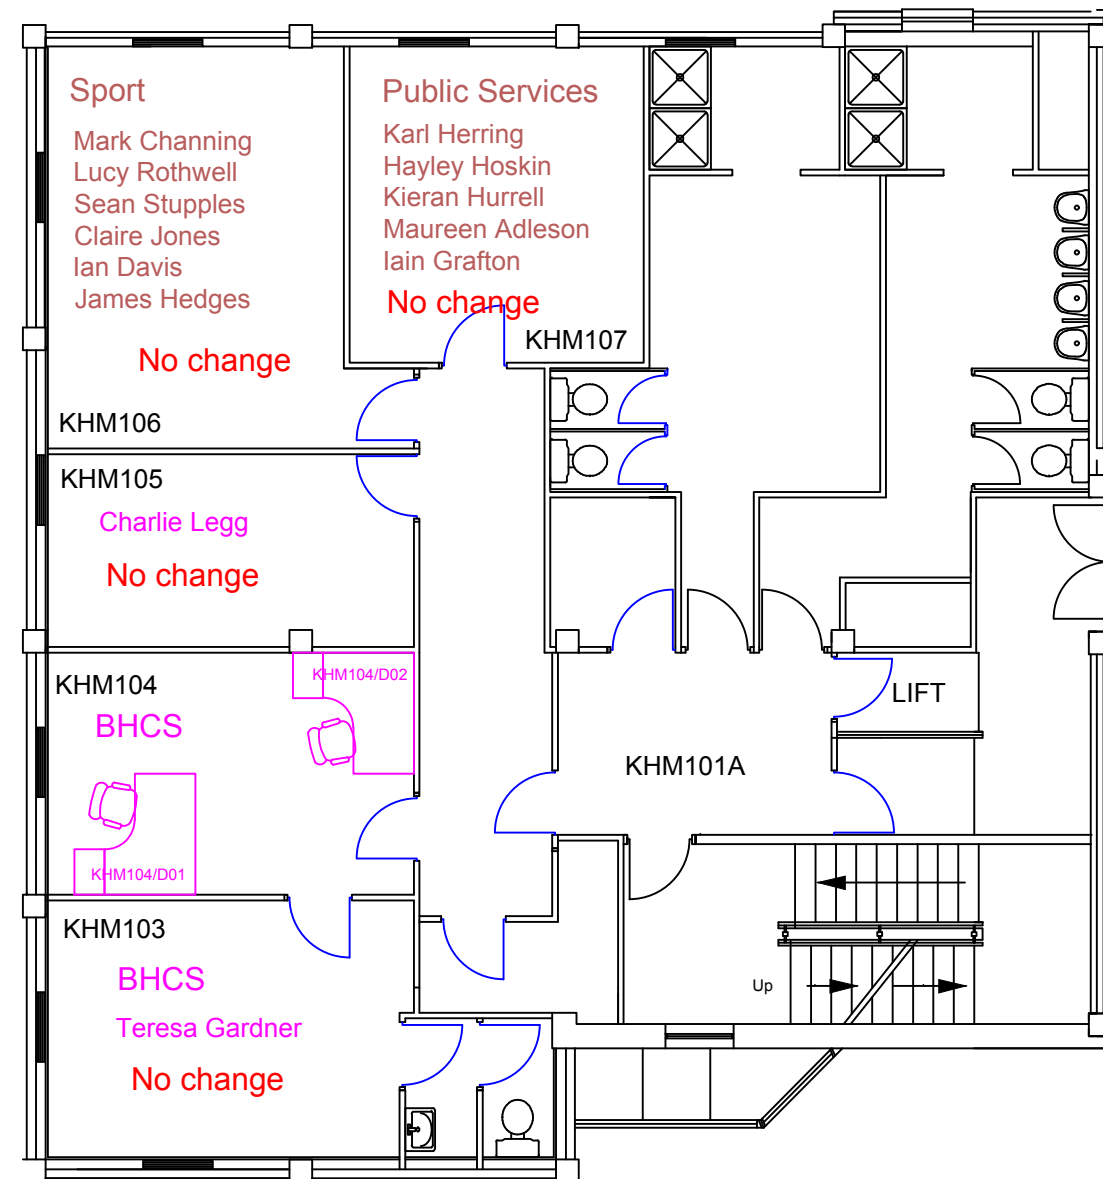 Sport
Mark Channing
Lucy Rothwell
Sean Stupples
Claire Jones
Ian Davis
James Hedges
No change
KHM106
Public Services
Karl Herring
Hayley Hoskin
Kieran Hurrell
Maureen Adleson
Iain Grafton
No change
KHM107
KHM105
Charlie Legg
No change
KHM104
BHCS
KHM104/D02
KHM104/D01
LIFT
KHM101A
KHM103
BHCS
Teresa Gardner
No change
Up